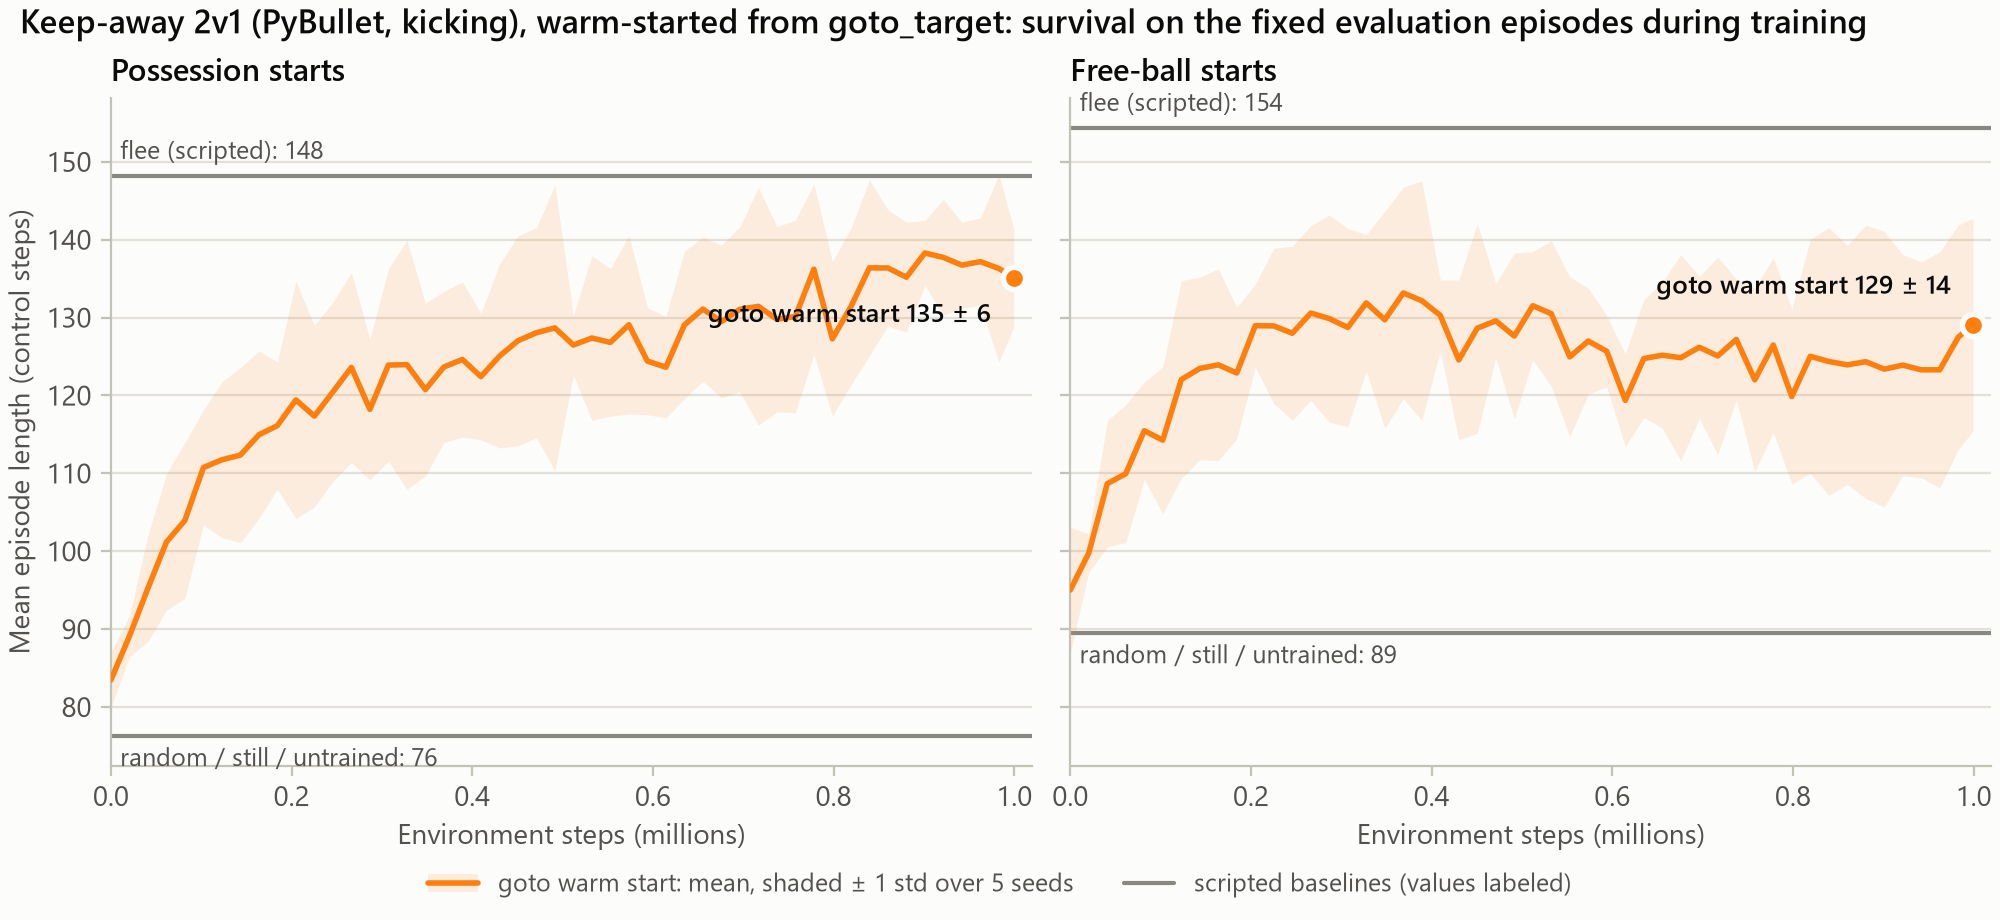 Keep-away 2v1 (PyBullet, kicking), warm-started from goto_target: survival on the fixed evaluation episodes during training
Possession starts
Free-ball starts
flee (scripted): 148
flee (scripted): 154
Mean episode length (control steps)
150
140
130
120
110
100
90
80
goto warm start 135 ± 6
goto warm start 129 ± 14
random / still / untrained: 76
random / still / untrained: 89
0.0 0.2 0.4 0.6 0.8 1.0
0.0 0.2 0.4 0.6 0.8 1.0
Environment steps (millions)
Environment steps (millions)
goto warm start: mean, shaded ± 1 std over 5 seeds
scripted baselines (values labeled)